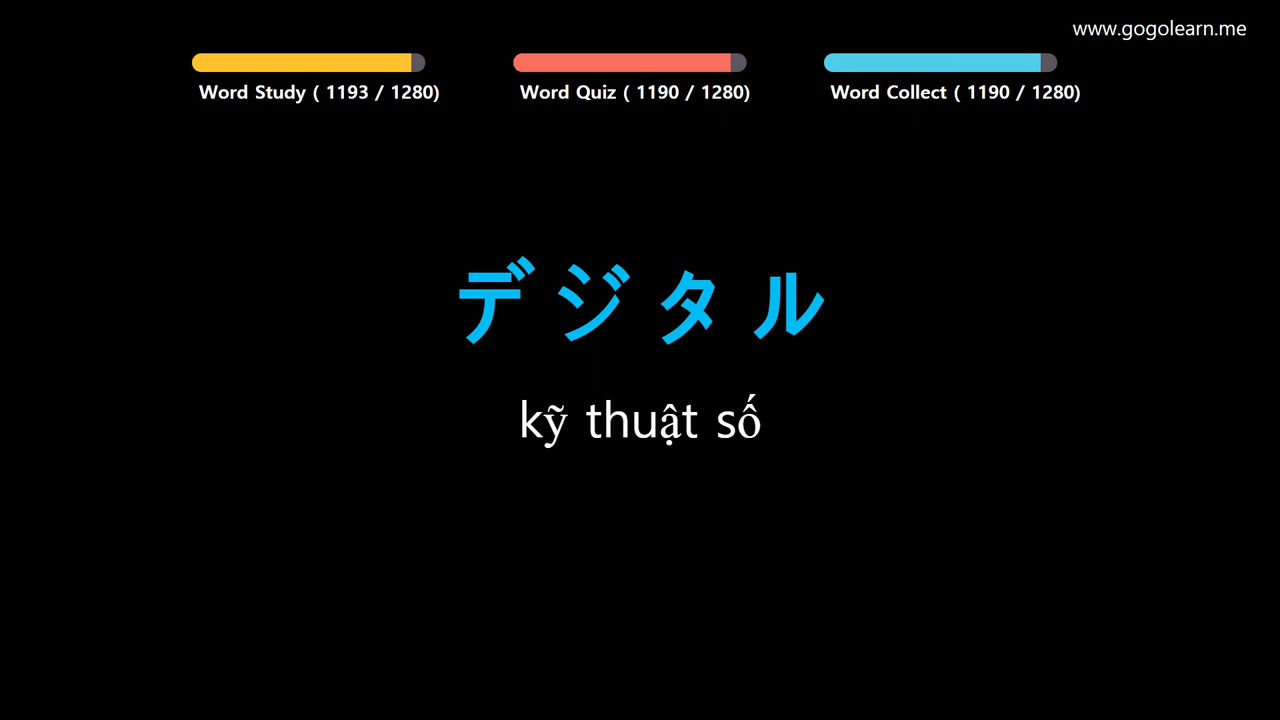 www.gogolearn.me
Word Study ( 1193 / 1280)
Word Quiz ( 1190 / 1280)
Word Collect ( 1190 / 1280)
デジタル
kỹ thuật số